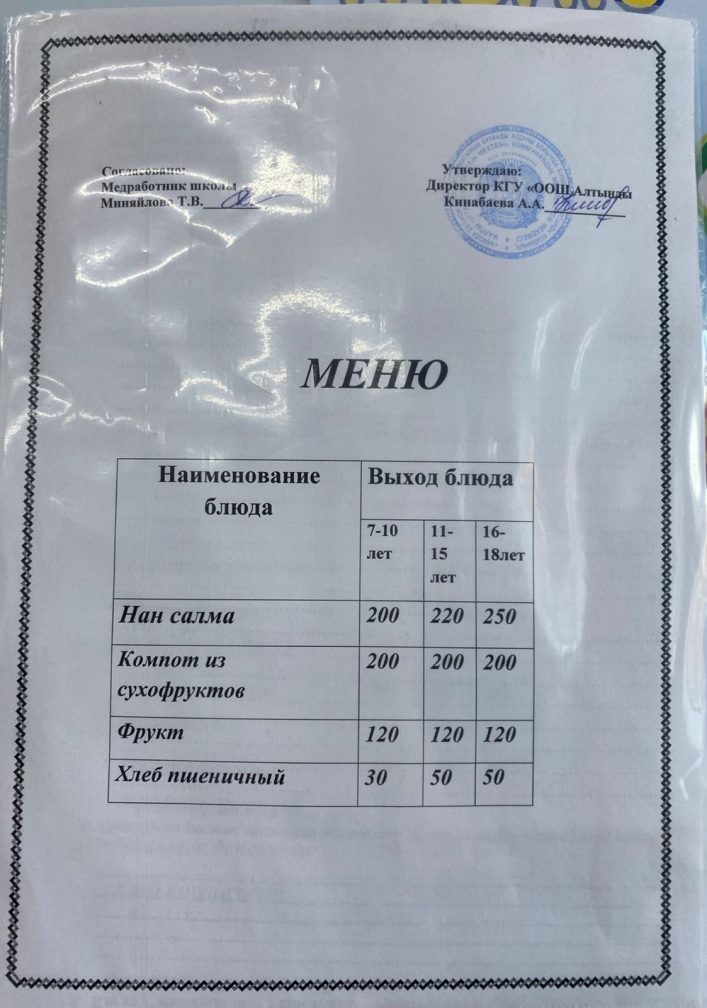 Согласовано:
Медработник школы
Миняйлова Т.В.
Утверждаю:
Директор КГУ «ООШ Алтынды
Кинабаева А.А.
МЕНЮ
Наименование
блюда
Выход блюда
7-10
лет
11-
15
лет
16-
18лет
Нан салма
200
220
250
Компот из
сухофруктов
200
200
200
Фрукт
120
120
120
Хлеб пшеничный
30
50
50